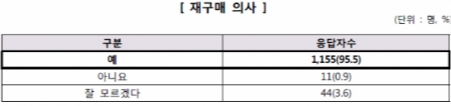 [ 재구매 의사 ]
(단위 : 명, %)
구분 응답자수
예 1,155(95.5)
아니요 11(0.9)
잘 모르겠다 44(3.6)